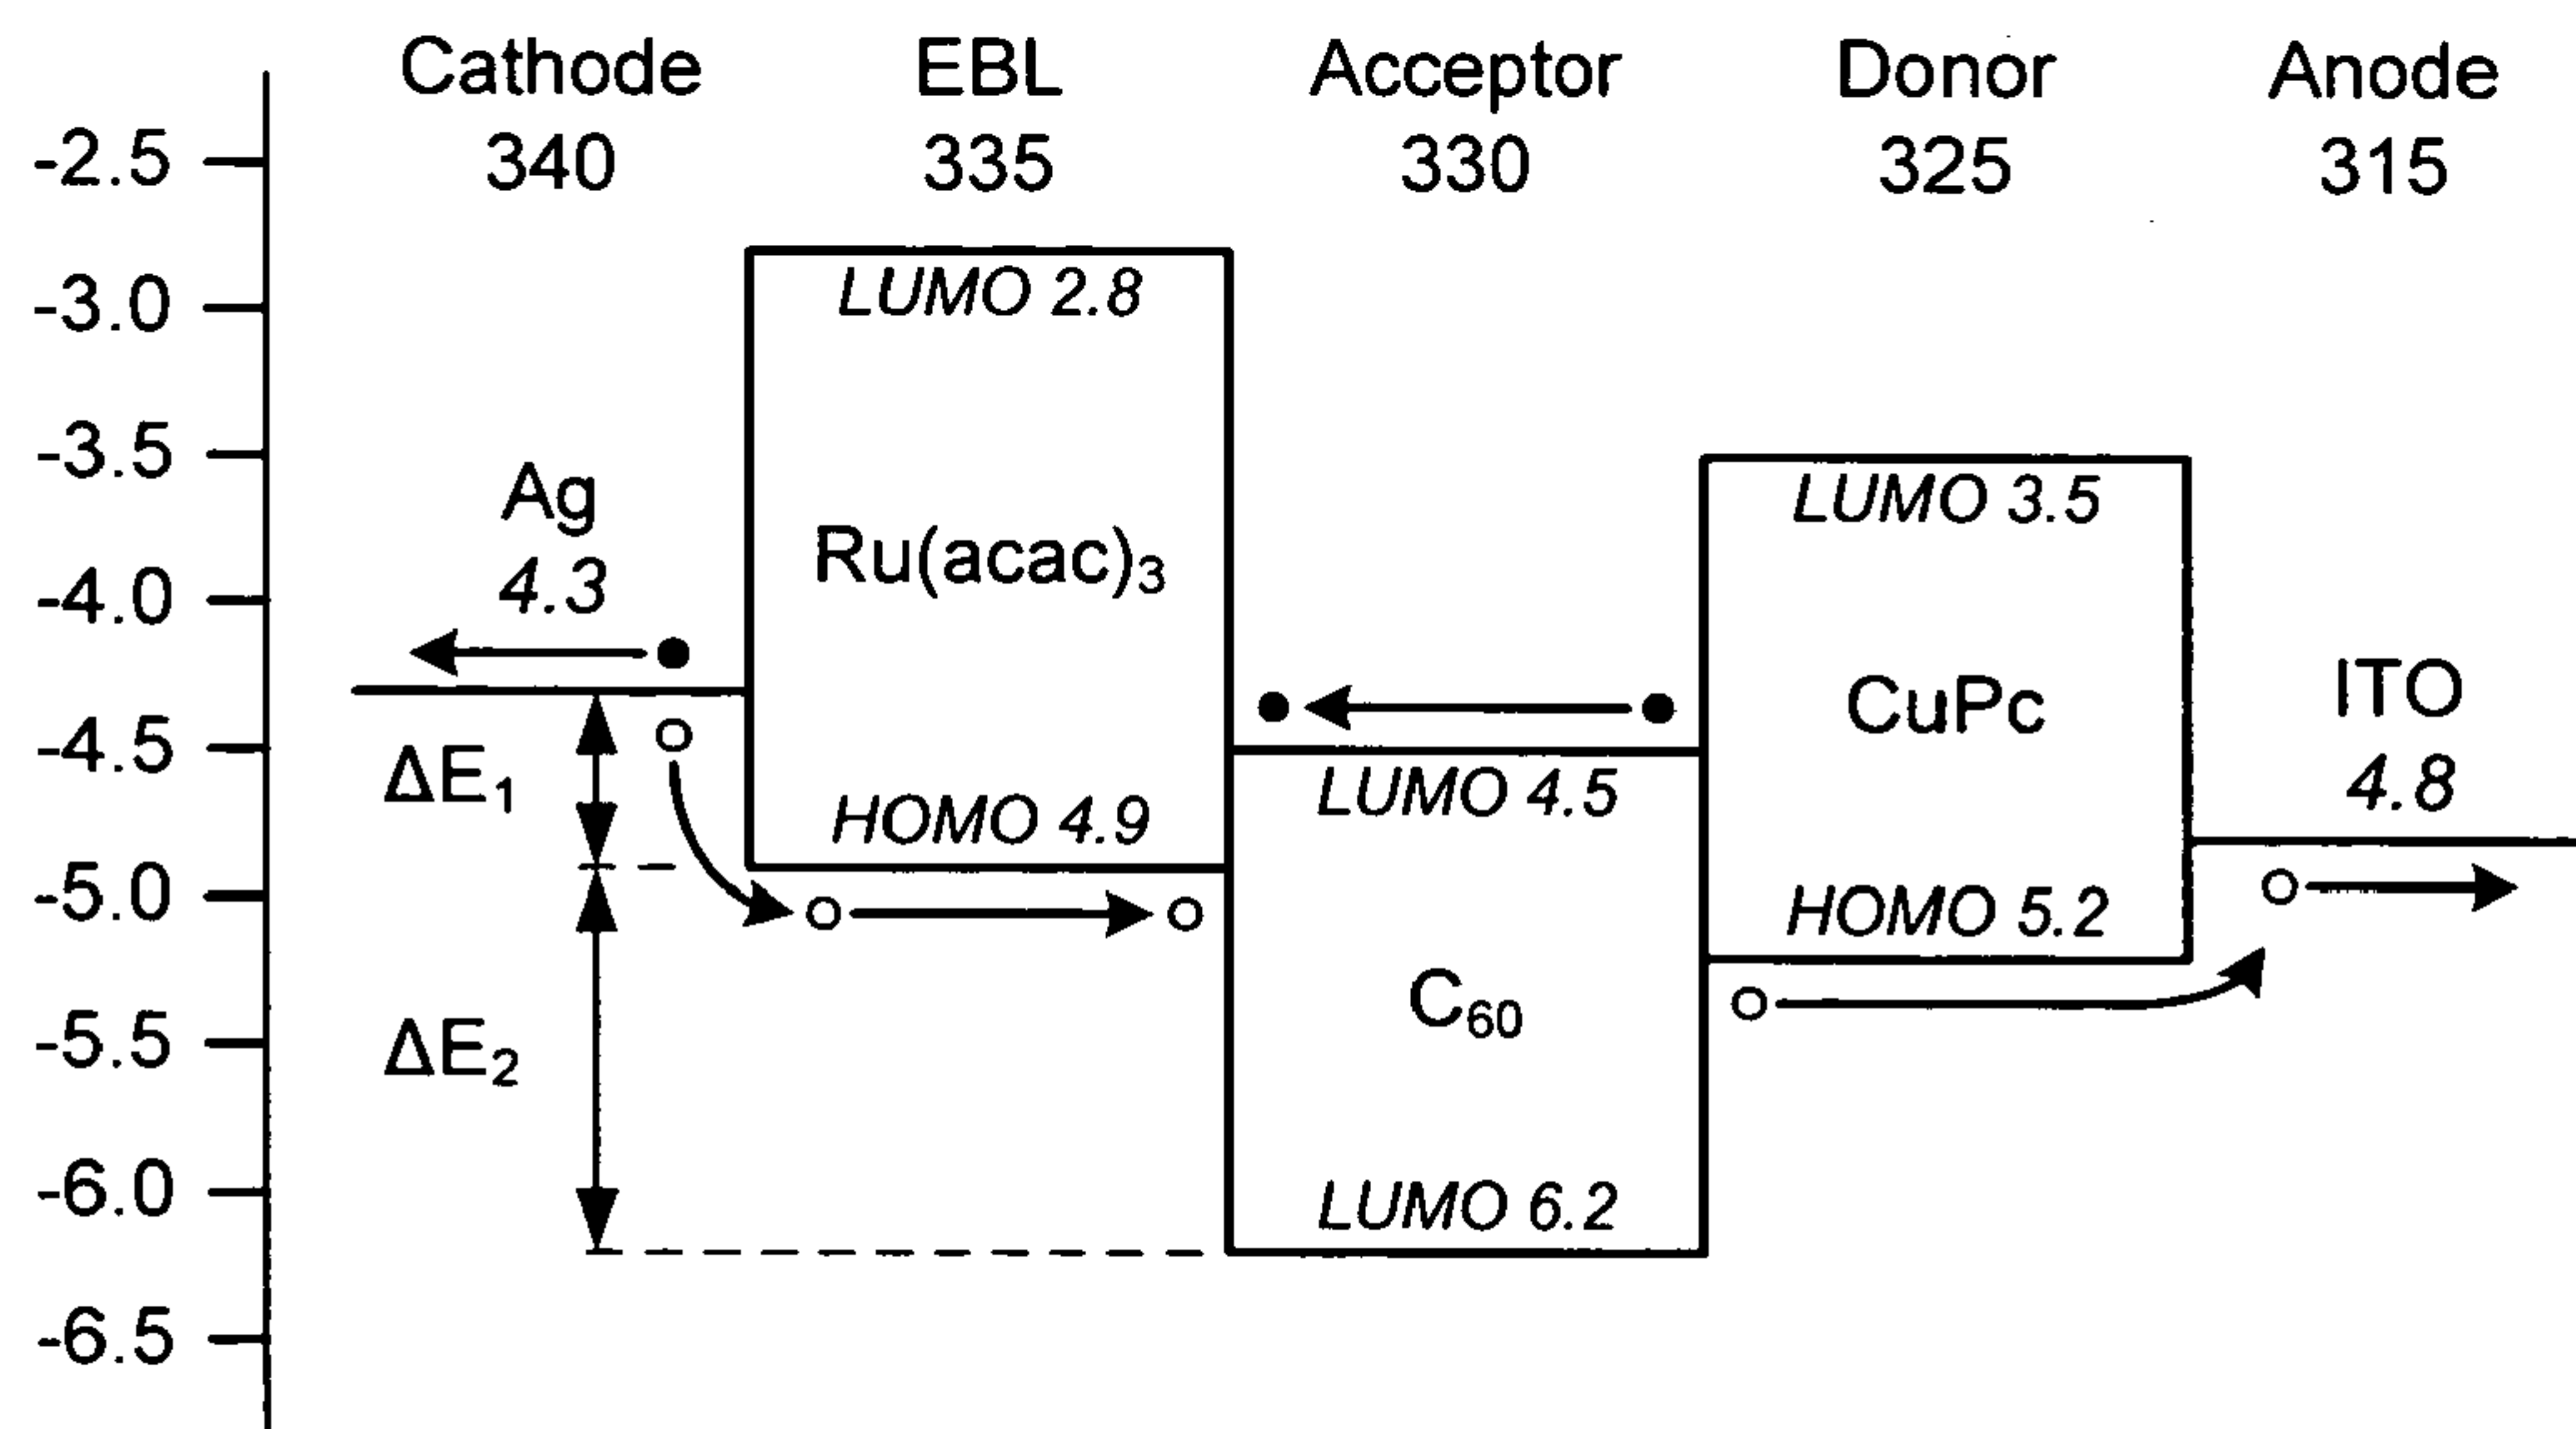 Cathode
340
EBL
335
Acceptor
330
Donor
325
Anode
315
-2.5
-3.0
-3.5
-4.0
-4.5
-5.0
-5.5
-6.0
-6.5
Ag
4.3
ΔE₁
ΔE₂
LUMO 2.8
Ru(acac)₃
HOMO 4.9
LUMO 4.5
C₆₀
LUMO 6.2
LUMO 3.5
CuPc
HOMO 5.2
ITO
4.8